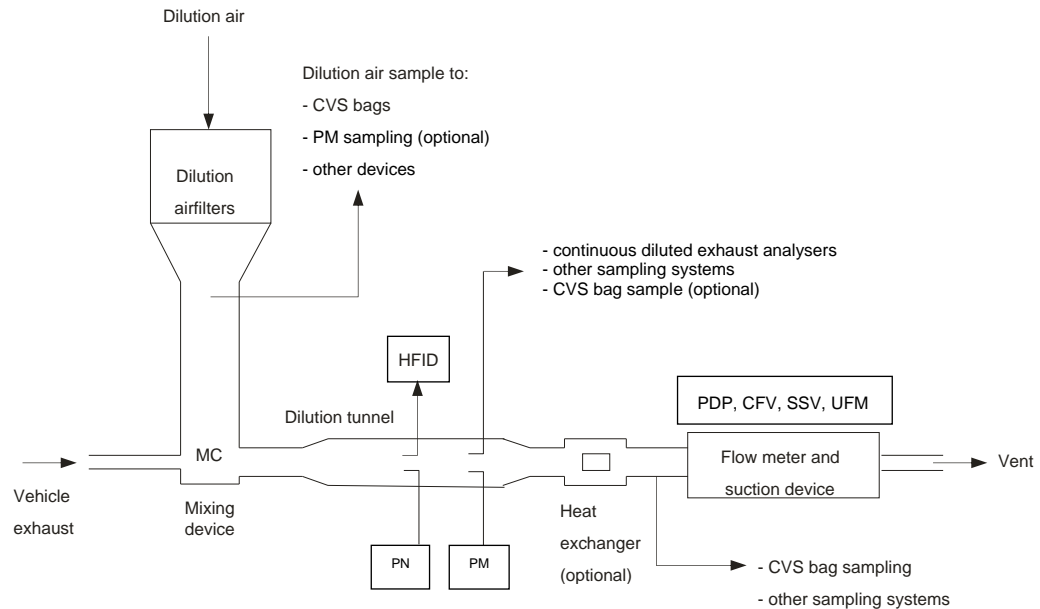 Dilution air
Dilution air sample to:
- CVS bags
- PM sampling (optional)
- other devices
Dilution
airfilters
- continuous diluted exhaust analysers
- other sampling systems
- CVS bag sample (optional)
HFID
PDP, CFV, SSV, UFM
Dilution tunnel
MC
Flow meter and
suction device
Vent
Vehicle
exhaust
Mixing
device
Heat
exchanger
(optional)
PN
PM
- CVS bag sampling
- other sampling systems